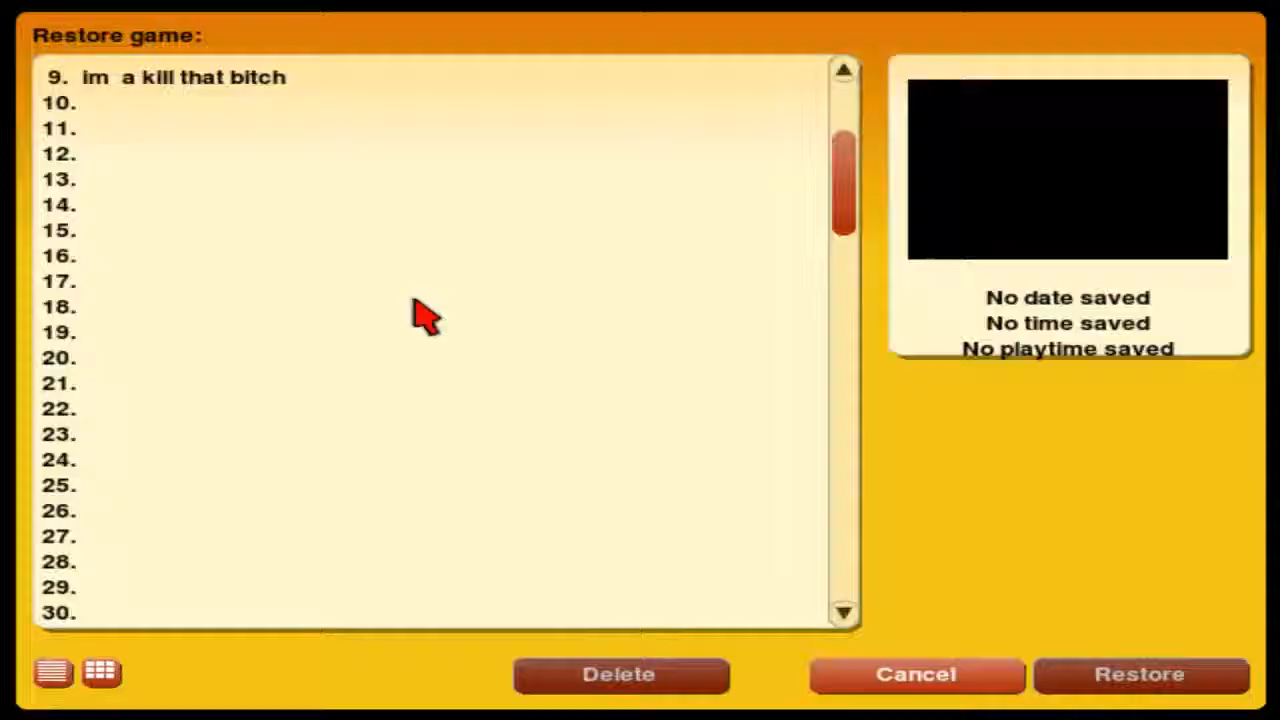 Restore game:
9. im  a kill that bitch
10.
11.
12.
13.
14.
15.
16.
17.
18.
19.
20.
21.
22.
23.
24.
25.
26.
27.
28.
29.
30.
No date saved
No time saved
No playtime saved
Delete
Cancel
Restore